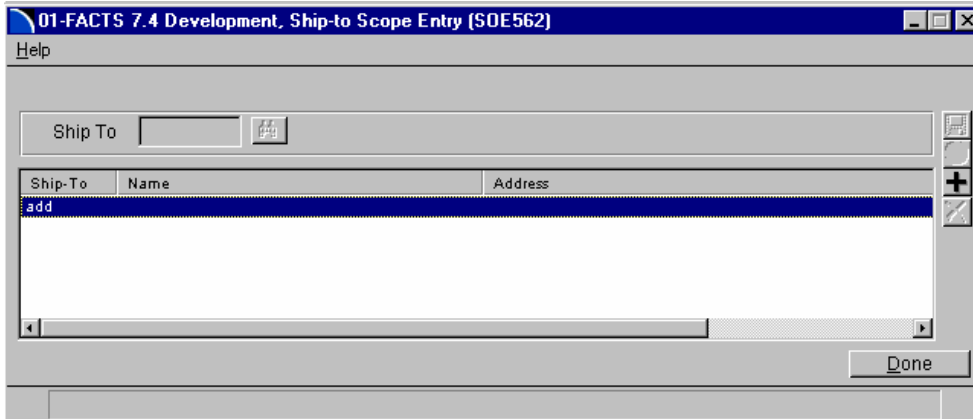 01-FACTS 7.4 Development, Ship-to Scope Entry (SOE562)
Help
Ship To
Ship-To Name Address
add
Done